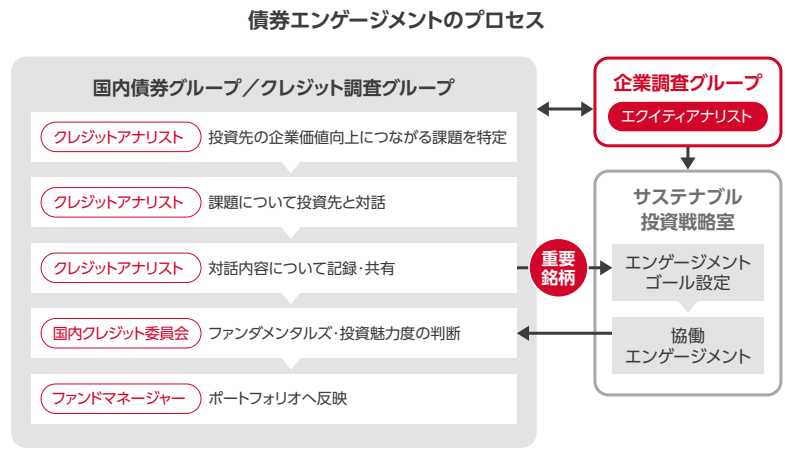 債券エンゲージメントのプロセス
国内債券グループ／クレジット調査グループ
クレジットアナリスト 投資先の企業価値向上につながる課題を特定
クレジットアナリスト 課題について投資先と対話
クレジットアナリスト 対話内容について記録･共有
国内クレジット委員会 ファンダメンタルズ･投資魅力度の判断
ファンドマネージャー ポートフォリオへ反映
重要
銘柄
企業調査グループ
エクイティアナリスト
サステナブル
投資戦略室
エンゲージメント
ゴール設定
協働
エンゲージメント